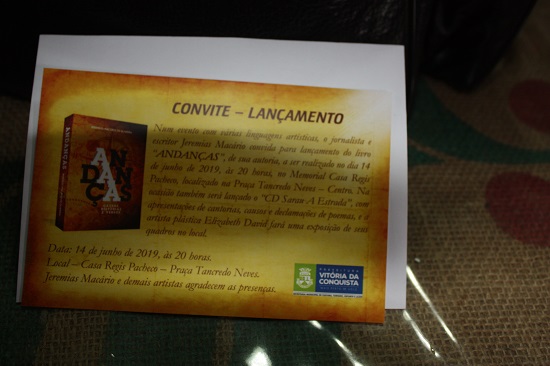 CONVITE – LANÇAMENTO
Num evento com várias linguagens artísticas, o jornalista e
escritor Jeremias Macário convida para lançamento do livro
"ANDANÇAS", de sua autoria, a ser realizado no dia 14
de junho de 2019, às 20 horas, no Memorial Casa Regis
Pacheco, localizado na Praça Tancredo Neves – Centro. Na
ocasião também será lançado o "CD Sarau A Estrada", com
apresentações de cantorias, causos e declamações de poemas, e a
artista plástica Elizabeth David fará uma exposição de seus
quadros no local.
Data: 14 de junho de 2019, às 20 horas.
Local – Casa Regis Pacheco – Praça Tancredo Neves.
Jeremias Macário e demais artistas agradecem as presenças.
ANDANÇAS
AN
DAN
ÇAS
PREFEITURA
VITÓRIA DA
CONQUISTA